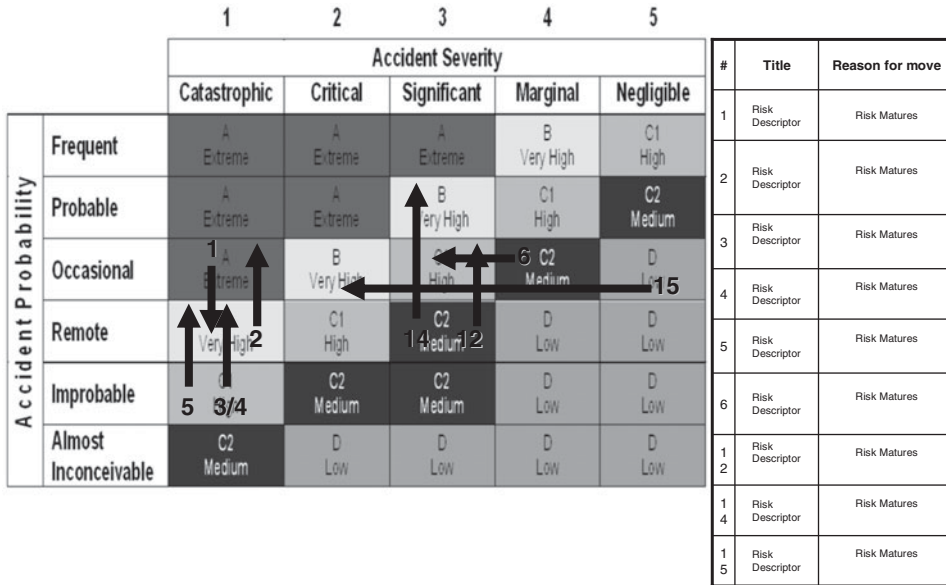 1 2 3 4 5
Accident Severity
Catastrophic Critical Significant Marginal Negligible
Accident Probability
Frequent
A A A B C1
Extreme Extreme Extreme Very High High
Probable
A A B C1 C2
Extreme Extreme Very High High Medium
1
Occasional
A B C1 6 C2 D
Extreme Very High High Medium Low
15
Remote
C1 C2 D D
Very High High Medium Low Low
2 14 12
Improbable
C1 C2 C2 D D
High Medium Medium Low Low
5 3/4
Almost
Inconceivable
C2 D D D D
Medium Low Low Low Low
# Title Reason for move
1 Risk Descriptor Risk Matures
2 Risk Descriptor Risk Matures
3 Risk Descriptor Risk Matures
4 Risk Descriptor Risk Matures
5 Risk Descriptor Risk Matures
6 Risk Descriptor Risk Matures
12 Risk Descriptor Risk Matures
14 Risk Descriptor Risk Matures
15 Risk Descriptor Risk Matures